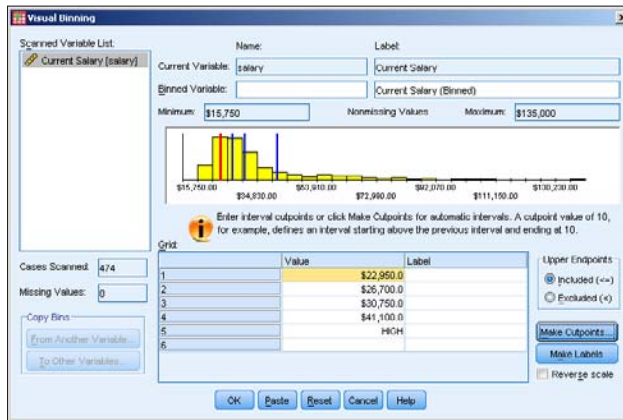 Visual Binning
Scanned Variable List:
Current Salary [salary]
Name:
Label:
Current Variable:
salary
Current Salary
Binned Variable:
Current Salary (Binned)
Minimum:
$15,750
Nonmissing Values
Maximum:
$135,000
$15,750.00
$34,830.00
$53,910.00
$72,990.00
$92,070.00
$111,150.00
$130,230.00
Enter interval cutpoints or click Make Cutpoints for automatic intervals. A cutpoint value of 10,
for example, defines an interval starting above the previous interval and ending at 10.
Grid:
Value
Label
1
$22,950.0
2
$26,700.0
3
$30,750.0
4
$41,100.0
5
HIGH
6
Cases Scanned:
474
Missing Values:
0
Copy Bins
From Another Variable...
To Other Variables...
Upper Endpoints
Included (<=)
Excluded (<)
Make Cutpoints...
Make Labels
Reverse scale
OK
Paste
Reset
Cancel
Help